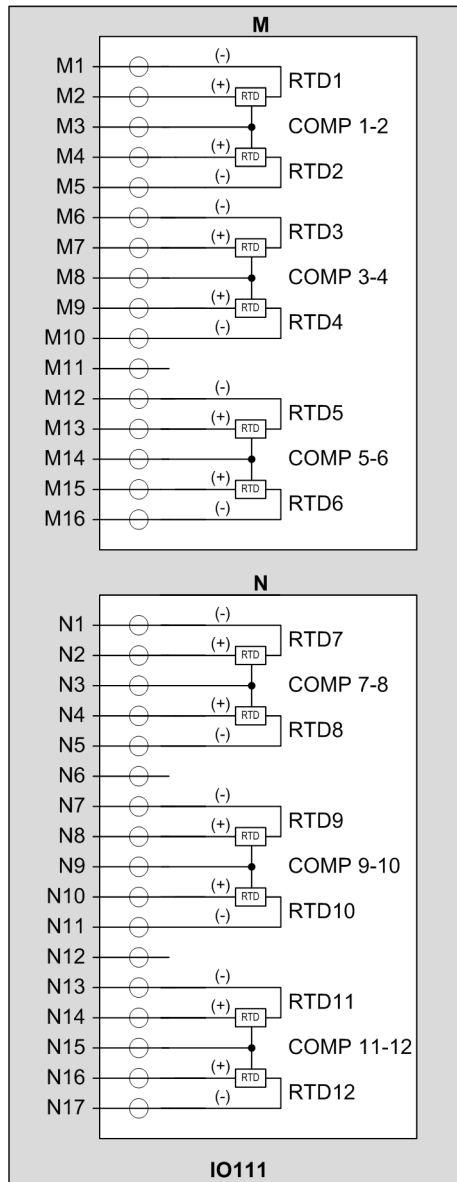 M
M1 (-)
RTD1
M2 (+) RTD
M3 COMP 1-2
M4 (+) RTD
RTD2
M5 (-)
M6 (-)
RTD3
M7 (+) RTD
M8 COMP 3-4
M9 (+) RTD
RTD4
M10 (-)
M11
M12 (-)
RTD5
M13 (+) RTD
M14 COMP 5-6
M15 (+) RTD
RTD6
M16 (-)
N
N1 (-)
RTD7
N2 (+) RTD
N3 COMP 7-8
N4 (+) RTD
RTD8
N5 (-)
N6
N7 (-)
RTD9
N8 (+) RTD
N9 COMP 9-10
N10 (+) RTD
RTD10
N11 (-)
N12
N13 (-)
RTD11
N14 (+) RTD
N15 COMP 11-12
N16 (+) RTD
RTD12
N17 (-)
IO111